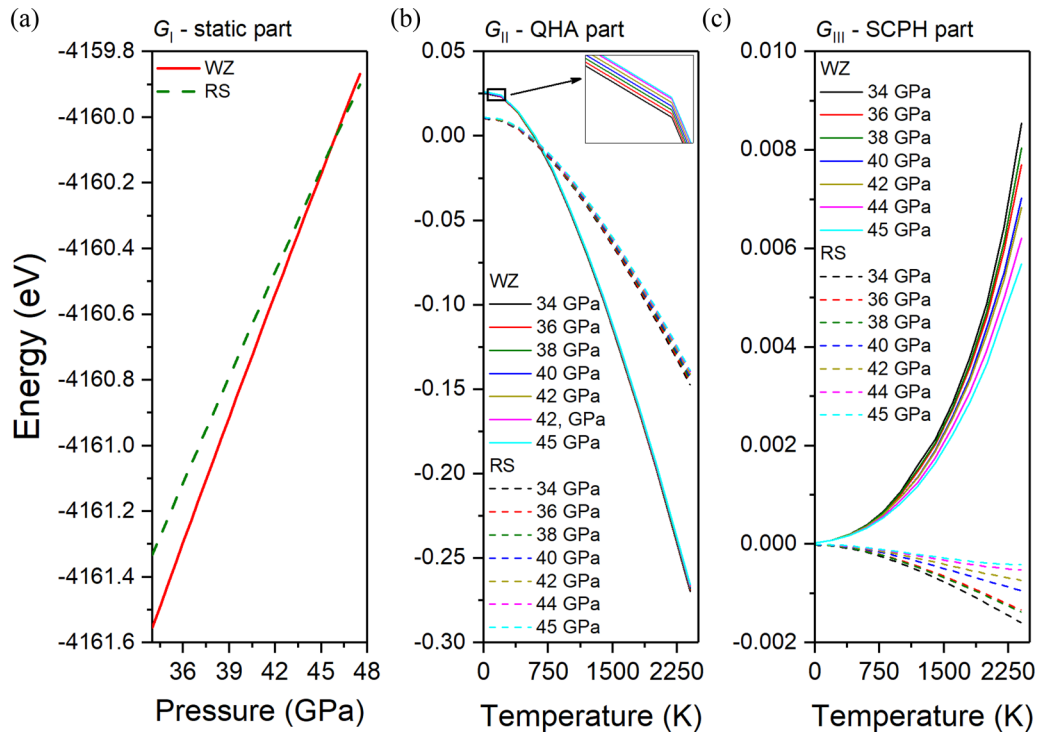 (a)
G_I - static part
WZ
RS
-4159.8
-4160.0
-4160.2
-4160.4
-4160.6
-4160.8
-4161.0
-4161.2
-4161.4
-4161.6
36 39 42 45 48
Energy (eV)
Pressure (GPa)
(b)
G_II - QHA part
0.05
0.00
-0.05
-0.10
-0.15
-0.20
-0.25
-0.30
WZ
34 GPa
36 GPa
38 GPa
40 GPa
42 GPa
42, GPa
45 GPa
RS
34 GPa
36 GPa
38 GPa
40 GPa
42 GPa
44 GPa
45 GPa
0 750 1500 2250
Temperature (K)
(c)
G_III - SCPH part
0.010
0.008
0.006
0.004
0.002
0.000
-0.002
WZ
34 GPa
36 GPa
38 GPa
40 GPa
42 GPa
44 GPa
45 GPa
RS
34 GPa
36 GPa
38 GPa
40 GPa
42 GPa
44 GPa
45 GPa
0 750 1500 2250
Temperature (K)